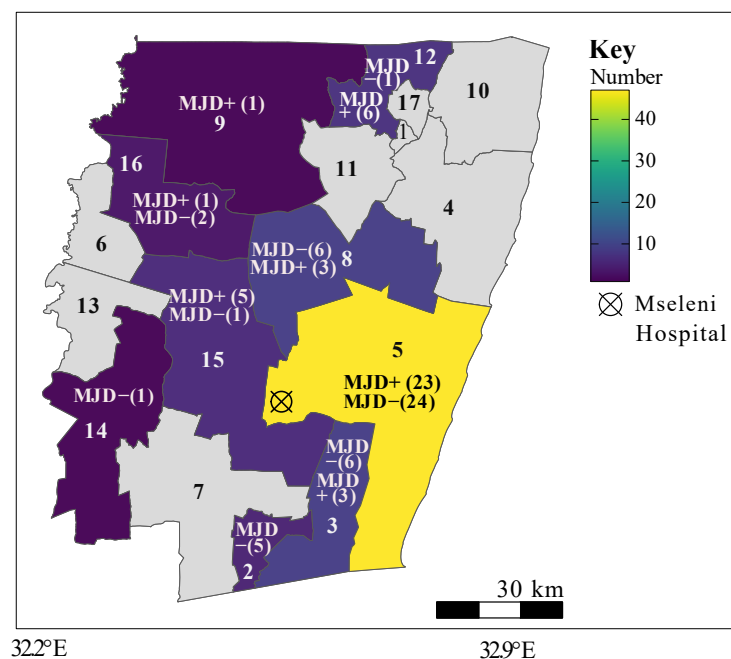 12
MJD
−(1)
MJD
+ (6)
17
10
1
MJD+ (1)
9
16
11
MJD+ (1)
MJD−(2)
4
6
MJD−(6)
MJD+ (3)
8
13
MJD+ (5)
MJD−(1)
15
5
MJD+ (23)
MJD−(24)
MJD−(1)
14
MJD
−(6)
MJD
+ (3)
3
7
MJD
−(5)
2
30 km
32.2°E
32.9°E
Key
Number
40
30
20
10
Mseleni
Hospital